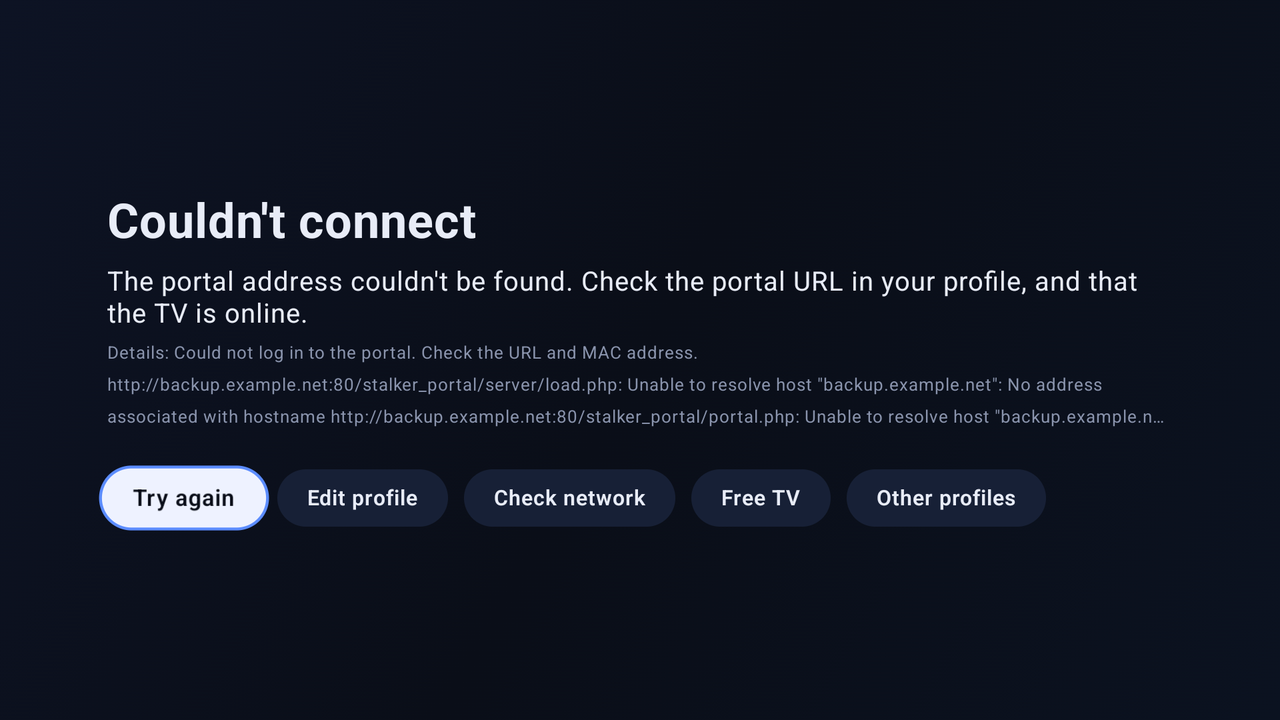 Couldn't connect
The portal address couldn't be found. Check the portal URL in your profile, and that
the TV is online.
Details: Could not log in to the portal. Check the URL and MAC address.
http://backup.example.net:80/stalker_portal/server/load.php: Unable to resolve host "backup.example.net": No address
associated with hostname http://backup.example.net:80/stalker_portal/portal.php: Unable to resolve host "backup.example.n…
Try again
Edit profile
Check network
Free TV
Other profiles